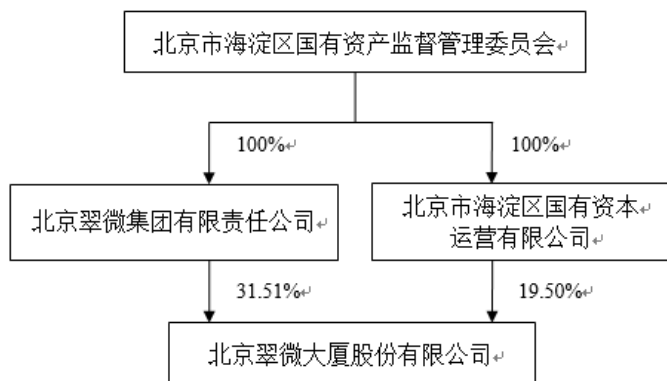 北京市海淀区国有资产监督管理委员会
100%
100%
北京翠微集团有限责任公司
北京市海淀区国有资本
运营有限公司
31.51%
19.50%
北京翠微大厦股份有限公司